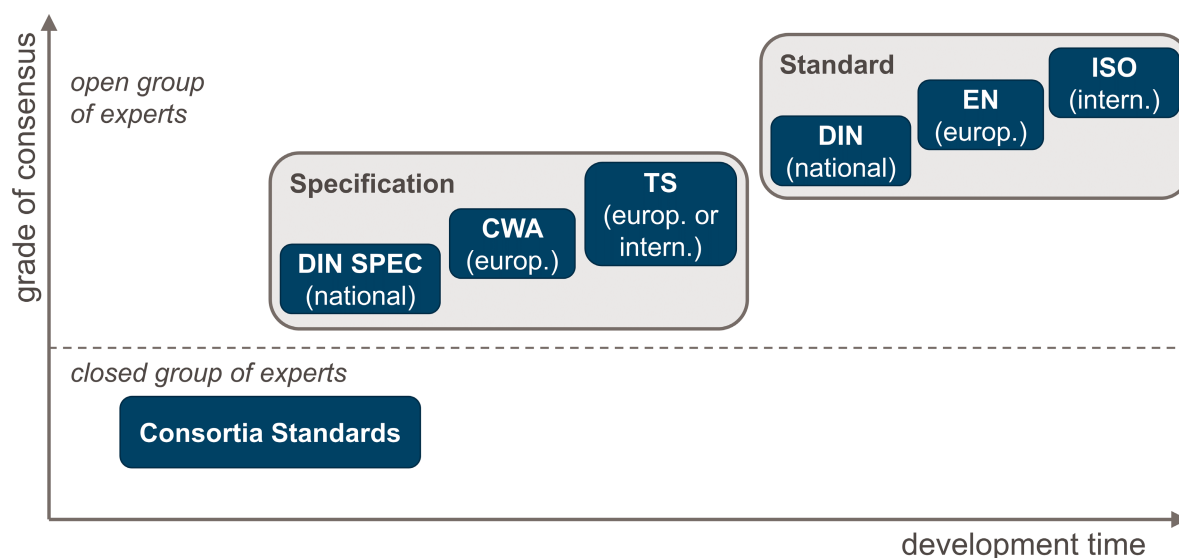 grade of consensus
open group
of experts
Standard
ISO
(intern.)
EN
(europ.)
DIN
(national)
Specification
TS
(europ. or
intern.)
CWA
(europ.)
DIN SPEC
(national)
closed group of experts
Consortia Standards
development time